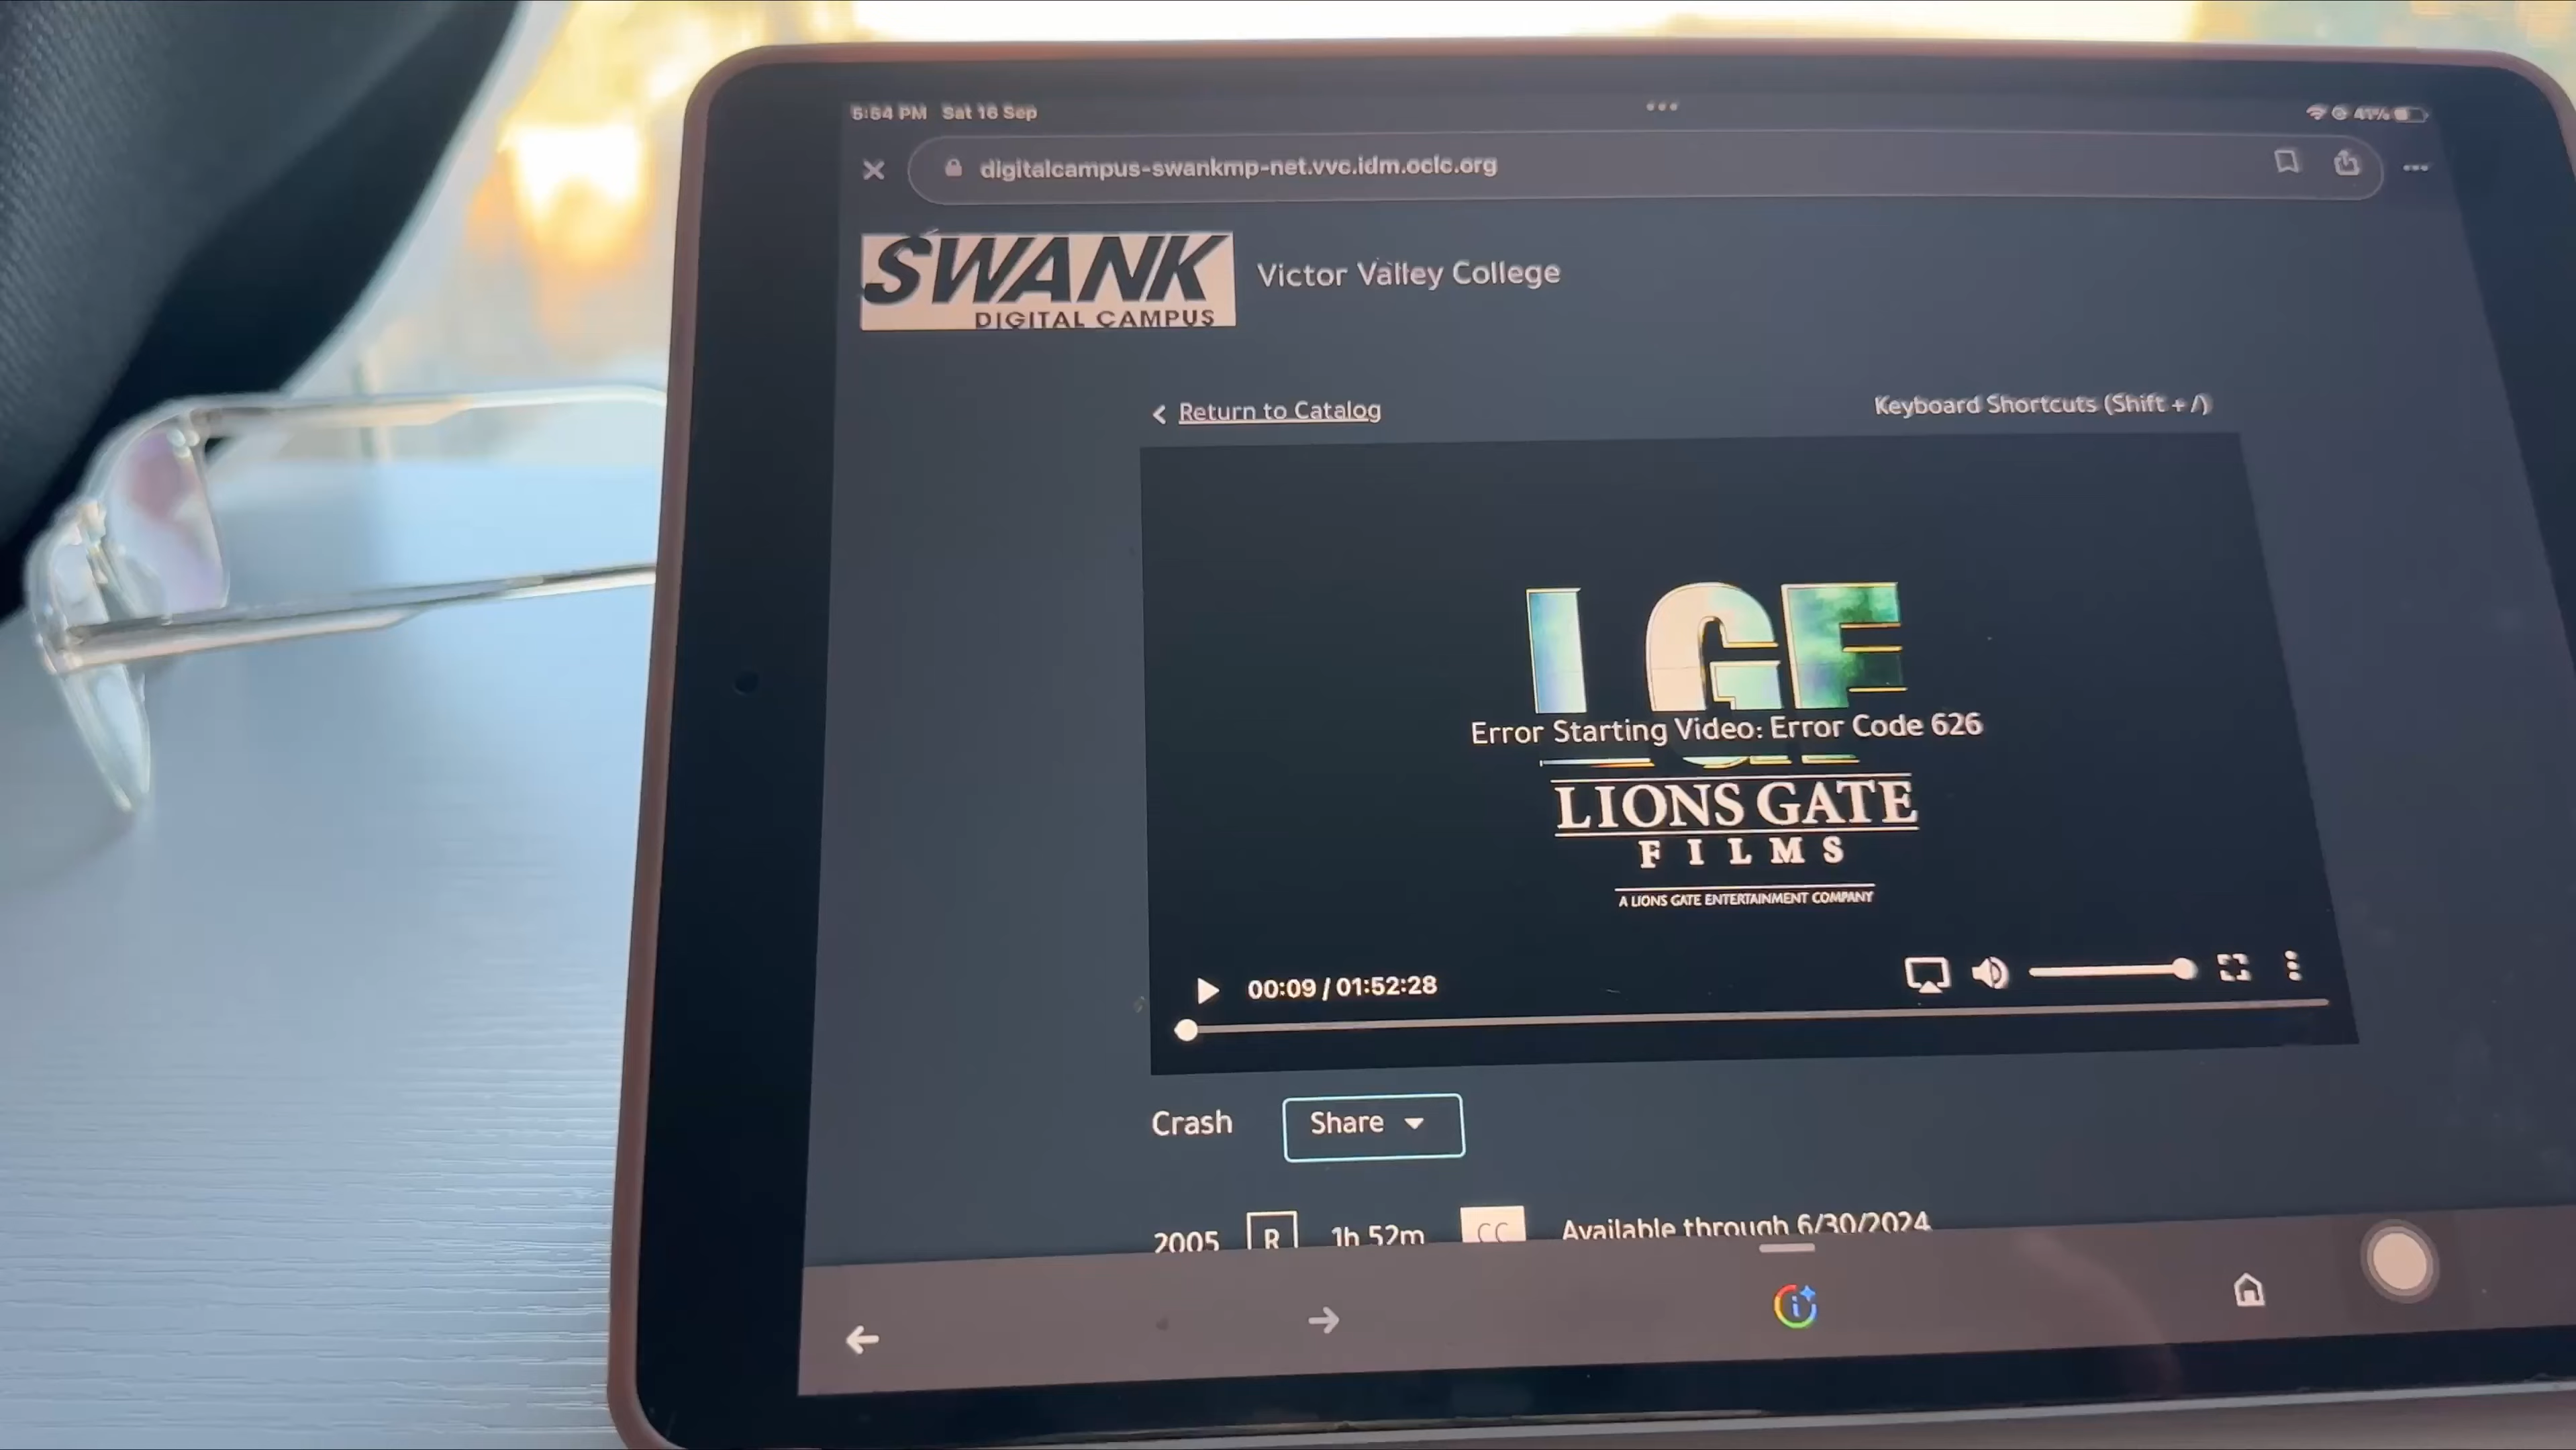 5:54 PM Sat 16 Sep
41%
digitalcampus-swankmp-net.vvc.idm.oclc.org
SWANK
DIGITAL CAMPUS
Victor Valley College
Return to Catalog
Keyboard Shortcuts (Shift + /)
LGF
Error Starting Video: Error Code 626
LIONS GATE
FILMS
A LIONS GATE ENTERTAINMENT COMPANY
00:09 / 01:52:28
Crash
Share
2005 R 1h 52m CC Available through 6/30/2024